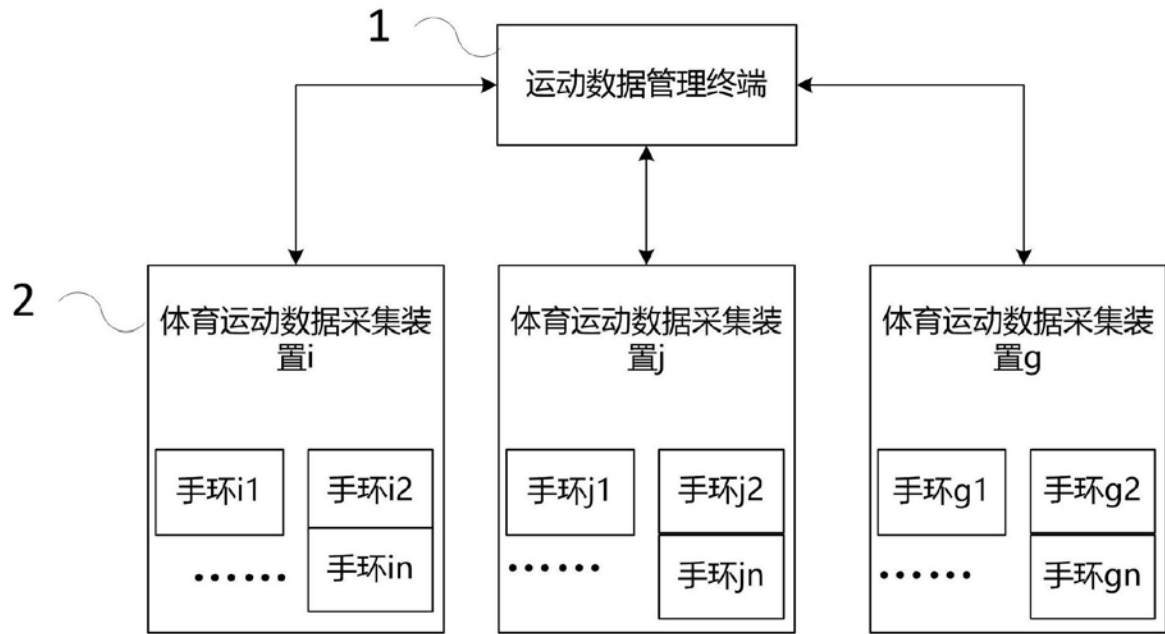 1
运动数据管理终端
2
体育运动数据采集装
置i
手环i1
手环i2
......
手环in
体育运动数据采集装
置j
手环j1
手环j2
......
手环jn
体育运动数据采集装
置g
手环g1
手环g2
......
手环gn